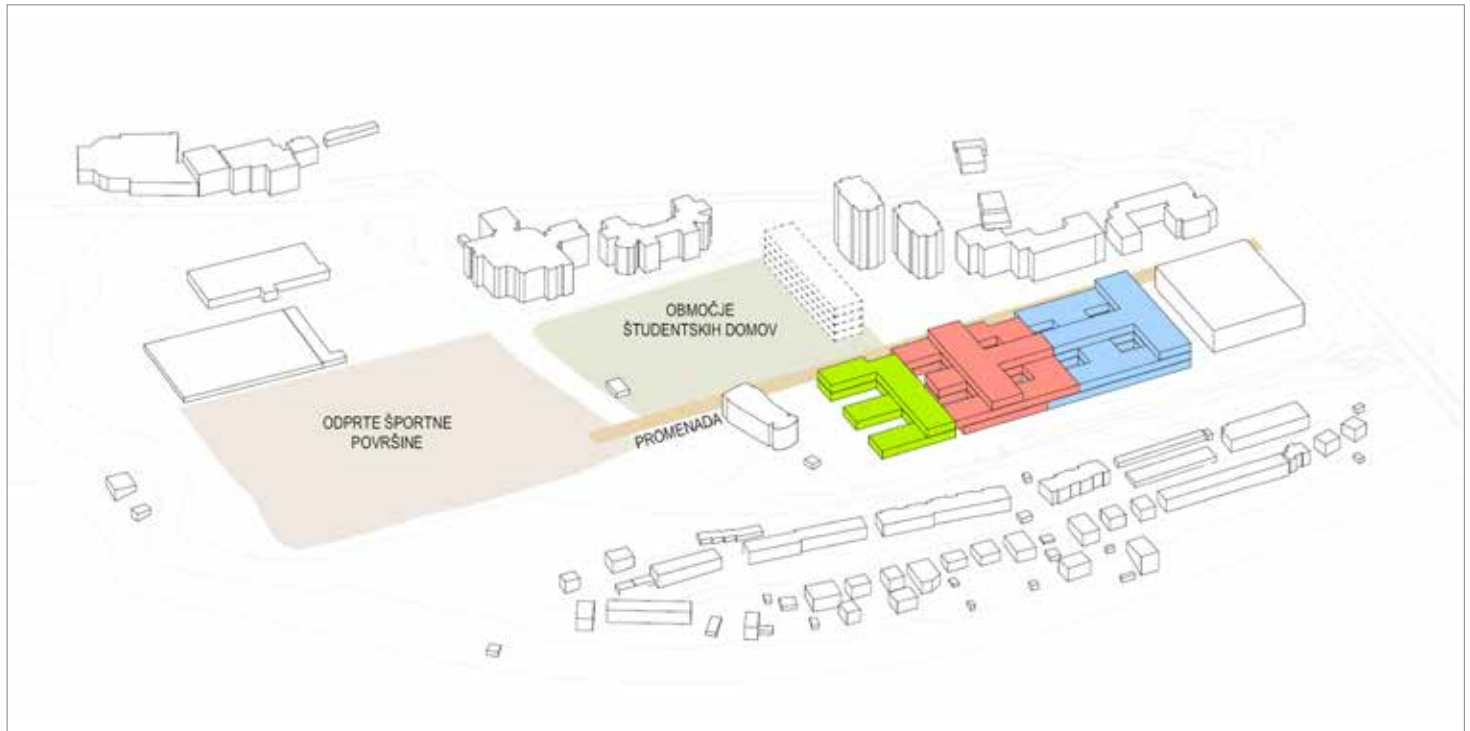 OBMOČJE
ŠTUDENTSKIH DOMOV
ODPRTE ŠPORTNE
POVRŠINE
PROMENADA